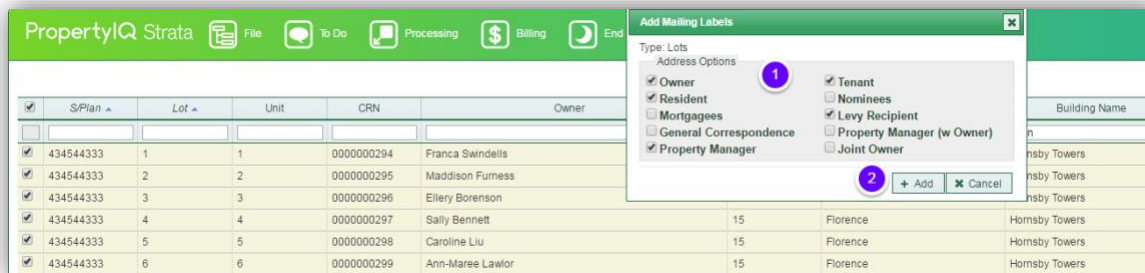 PropertyIQ Strata File To Do Processing Billing End
Add Mailing Labels
Type: Lots
Address Options
1
Owner Tenant
Resident Nominees
Mortgagees Levy Recipient
General Correspondence Property Manager (w Owner)
Property Manager Joint Owner
2 + Add Cancel
S/Plan Lot Unit CRN Owner Building Name
434544333 1 1 0000000294 Franca Swindells Hornsby Towers
434544333 2 2 0000000295 Maddison Furness Hornsby Towers
434544333 3 3 0000000296 Ellery Borenson Hornsby Towers
434544333 4 4 0000000297 Sally Bennett 15 Florence Hornsby Towers
434544333 5 5 0000000298 Caroline Liu 15 Florence Hornsby Towers
434544333 6 6 0000000299 Ann-Maree Lawlor 15 Florence Hornsby Towers